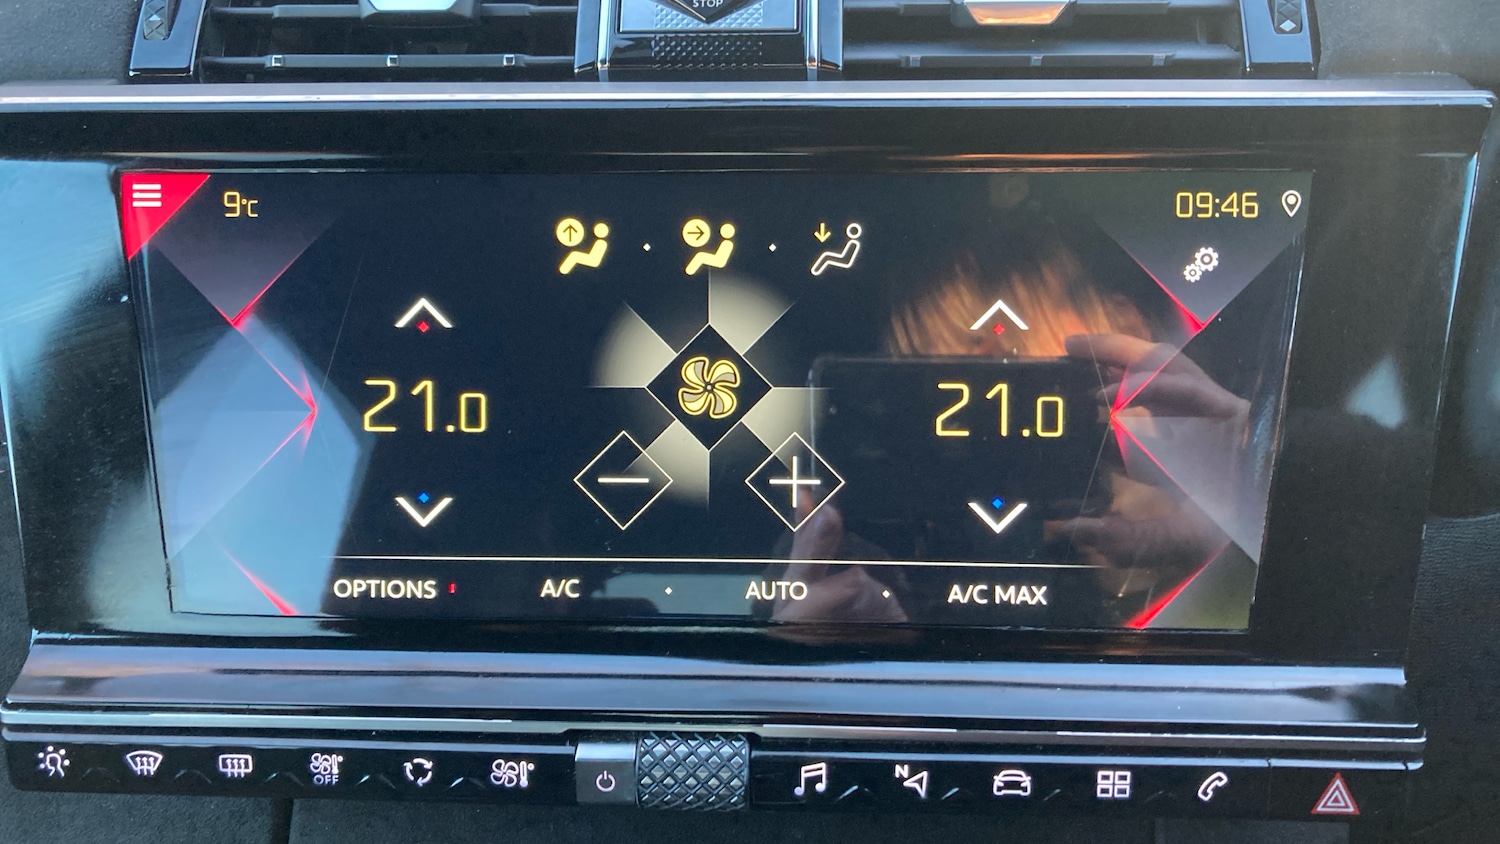 STOP
9°C
09:46
21.0
21.0
OPTIONS A/C AUTO A/C MAX
OFF
N